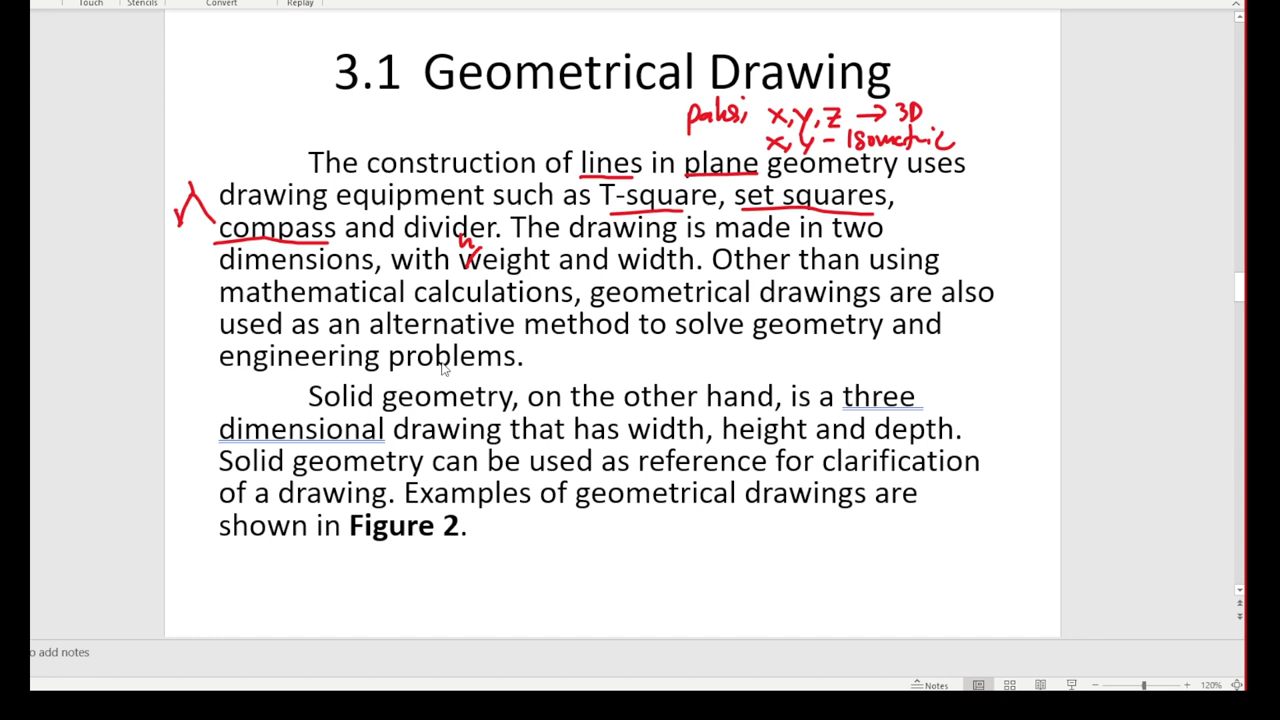 Touch Stencils Convert Replay
3.1 Geometrical Drawing
paksi x, y, z → 3D
x, y - Isometric
The construction of lines in plane geometry uses
drawing equipment such as T-square, set squares,
compass and divider. The drawing is made in two
h
dimensions, with weight and width. Other than using
mathematical calculations, geometrical drawings are also
used as an alternative method to solve geometry and
engineering problems.
Solid geometry, on the other hand, is a three
dimensional drawing that has width, height and depth.
Solid geometry can be used as reference for clarification
of a drawing. Examples of geometrical drawings are
shown in Figure 2.
o add notes
Notes 120%